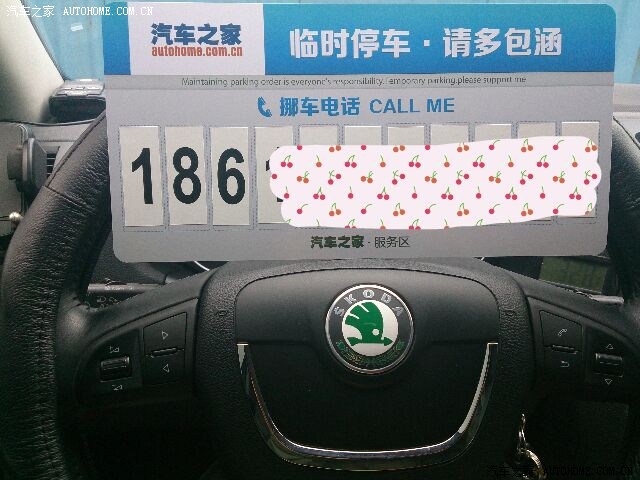 汽车之家 AUTOHOME.COM.CN
汽车之家
autohome.com.cn
临时停车·请多包涵
Maintaining parking order is everyone's responsibility.Temporary parking,please support me
挪车电话 CALL ME
186
汽车之家·服务区
SKODA